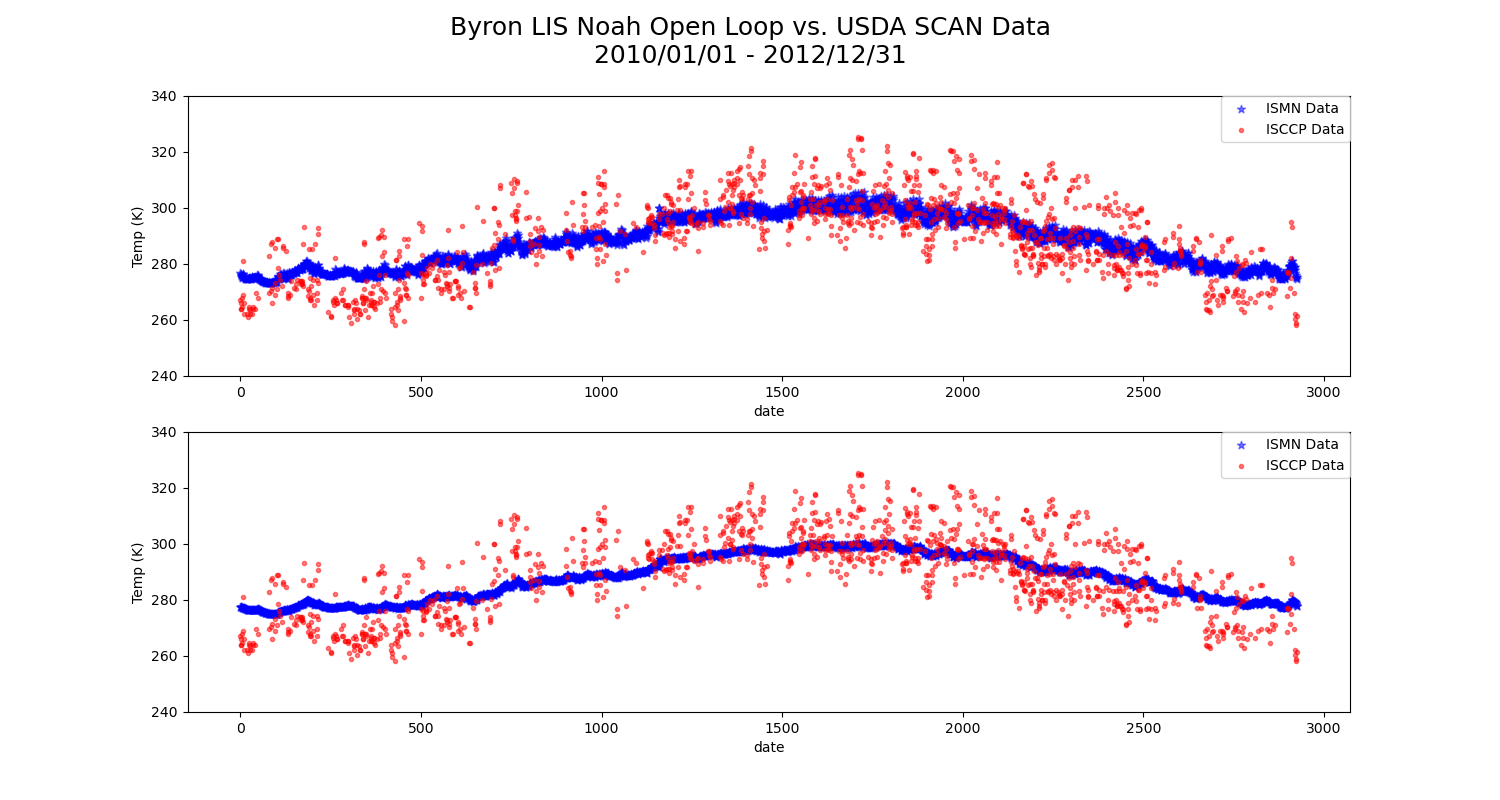 Byron LIS Noah Open Loop vs. USDA SCAN Data
2010/01/01 - 2012/12/31
340
320
300
280
260
240
Temp (K)
ISMN Data
ISCCP Data
0 500 1000 1500 2000 2500 3000
date
340
320
300
280
260
240
Temp (K)
ISMN Data
ISCCP Data
0 500 1000 1500 2000 2500 3000
date